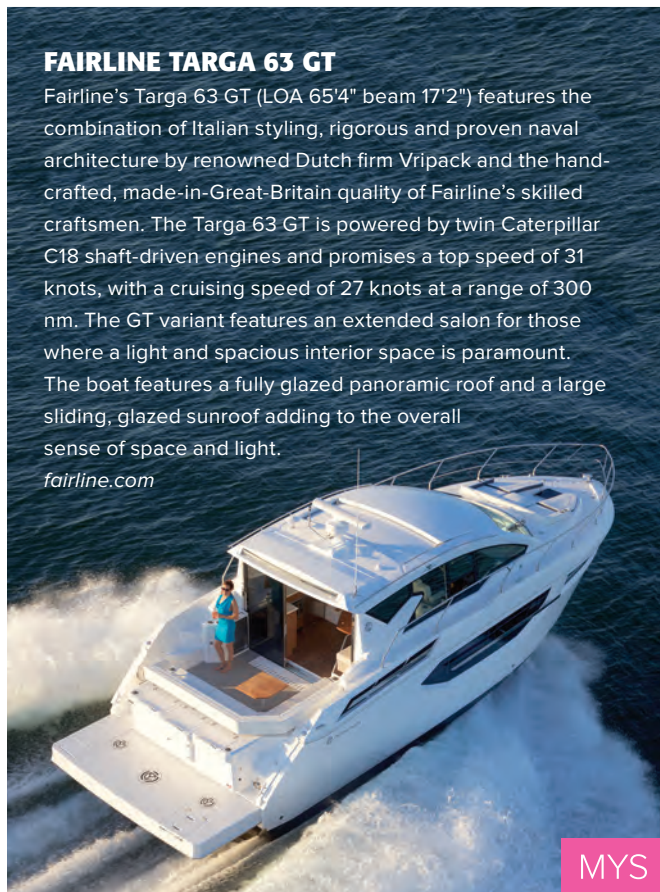 FAIRLINE TARGA 63 GT
Fairline’s Targa 63 GT (LOA 65'4" beam 17'2") features the
combination of Italian styling, rigorous and proven naval
architecture by renowned Dutch firm Vripack and the hand-
crafted, made-in-Great-Britain quality of Fairline’s skilled
craftsmen. The Targa 63 GT is powered by twin Caterpillar
C18 shaft-driven engines and promises a top speed of 31
knots, with a cruising speed of 27 knots at a range of 300
nm. The GT variant features an extended salon for those
where a light and spacious interior space is paramount.
The boat features a fully glazed panoramic roof and a large
sliding, glazed sunroof adding to the overall
sense of space and light.
fairline.com
MYS